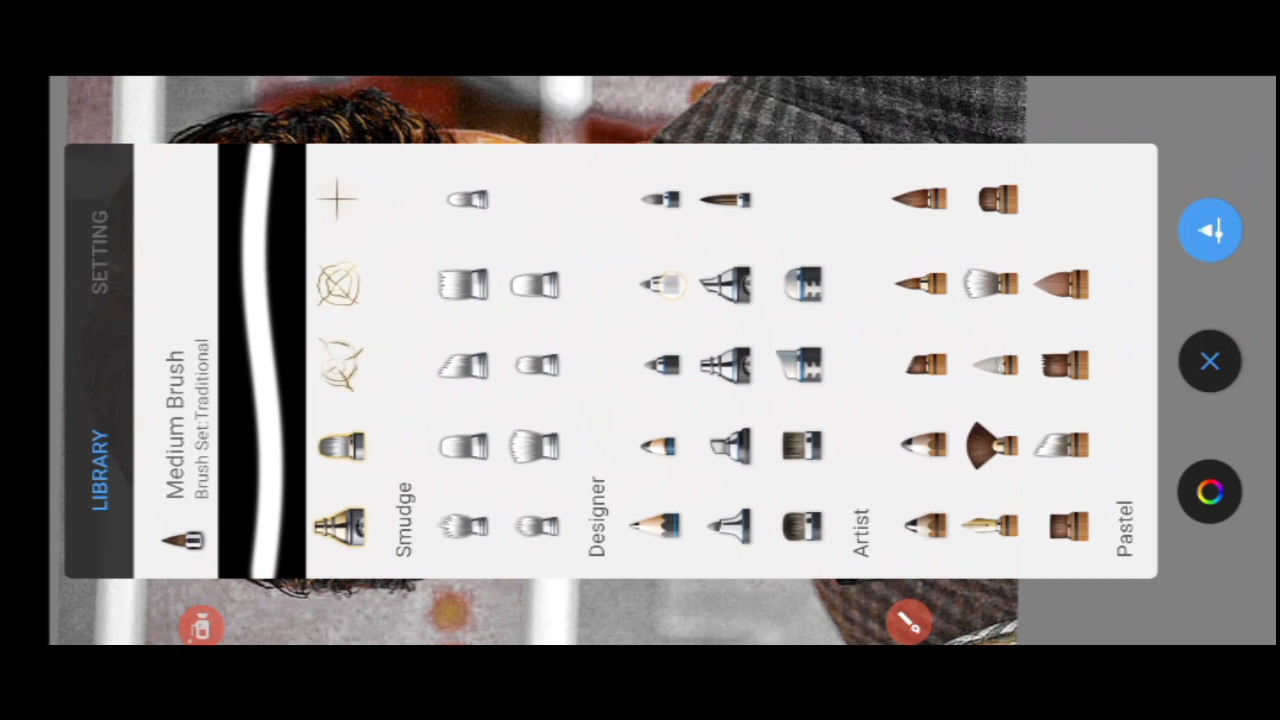 LIBRARY
SETTING
Medium Brush
Brush Set:Traditional
Smudge
Designer
Artist
Pastel